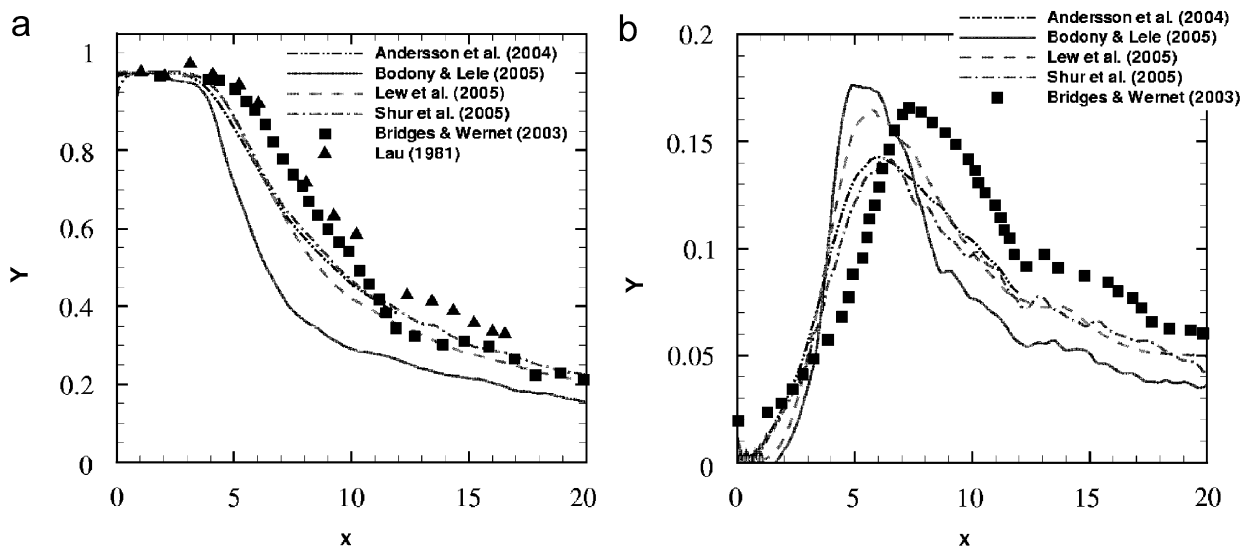 a
1
0.8
0.6
0.4
0.2
0
Y
0 5 10 15 20
x
Andersson et al. (2004)
Bodony & Lele (2005)
Lew et al. (2005)
Shur et al. (2005)
Bridges & Wernet (2003)
Lau (1981)
b
0.2
0.15
0.1
0.05
0
Y
0 5 10 15 20
x
Andersson et al. (2004)
Bodony & Lele (2005)
Lew et al. (2005)
Shur et al. (2005)
Bridges & Wernet (2003)